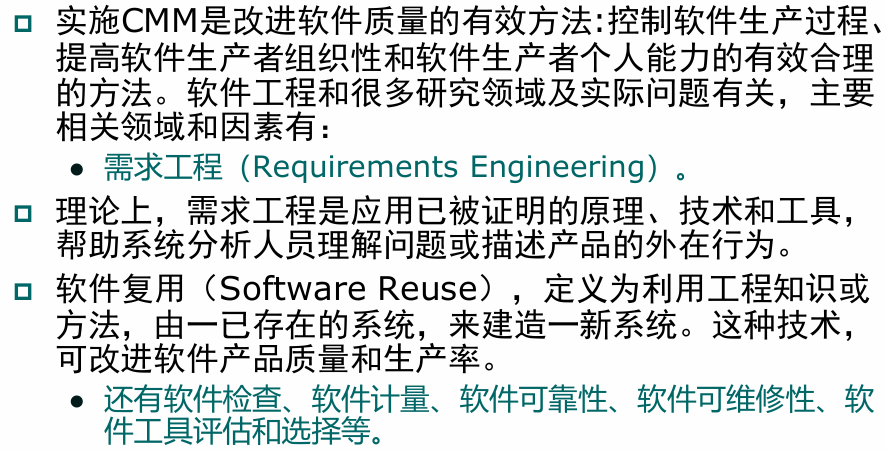 实施CMM是改进软件质量的有效方法:控制软件生产过程、
提高软件生产者组织性和软件生产者个人能力的有效合理
的方法。软件工程和很多研究领域及实际问题有关，主要
相关领域和因素有：
需求工程（Requirements Engineering）。
理论上，需求工程是应用已被证明的原理、技术和工具，
帮助系统分析人员理解问题或描述产品的外在行为。
软件复用（Software Reuse），定义为利用工程知识或
方法，由一已存在的系统，来建造一新系统。这种技术，
可改进软件产品质量和生产率。
还有软件检查、软件计量、软件可靠性、软件可维修性、软
件工具评估和选择等。